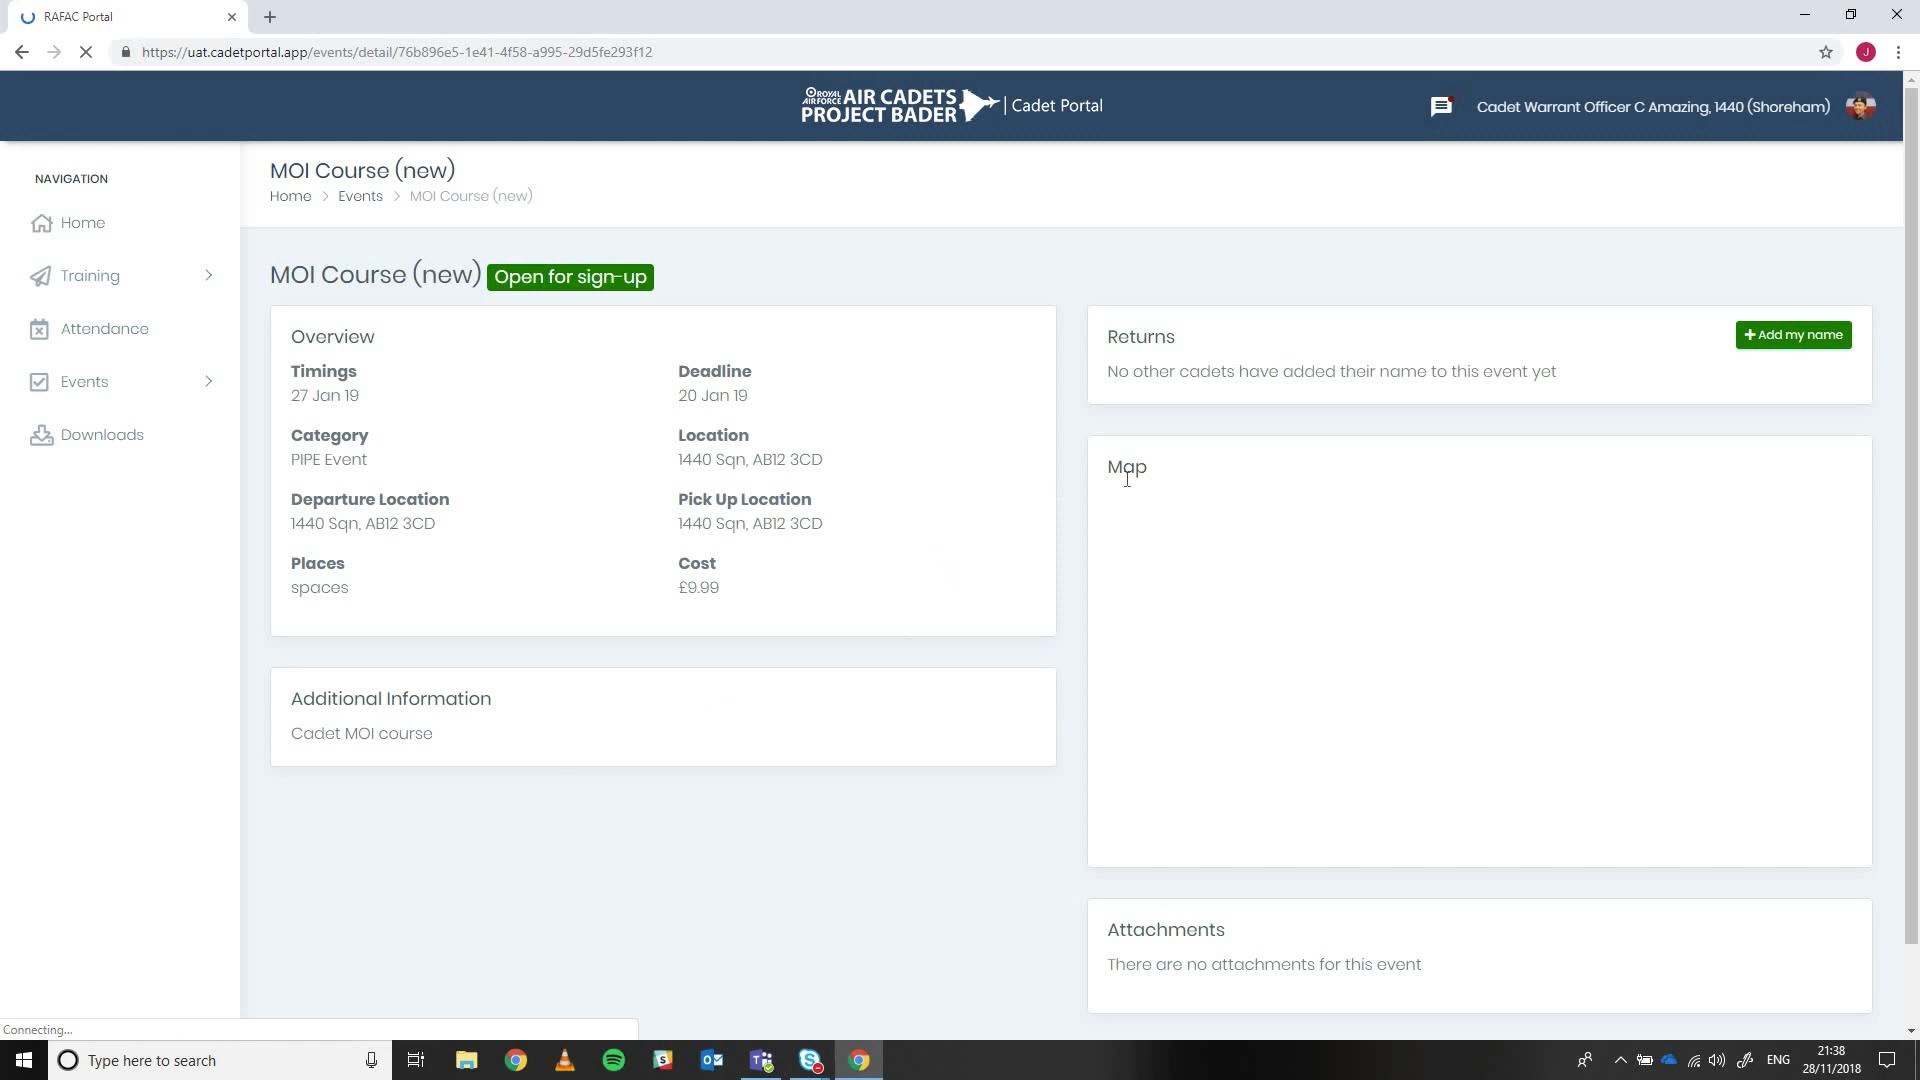 RAFAC Portal
https://uat.cadetportal.app/events/detail/76b896e5-1e41-4f58-a995-29d5fe293f12
J
ROYAL AIR FORCE AIR CADETS
PROJECT BADER | Cadet Portal
Cadet Warrant Officer C Amazing, 1440 (Shoreham)
NAVIGATION
Home
Training
Attendance
Events
Downloads
MOI Course (new)
Home > Events > MOI Course (new)
MOI Course (new) Open for sign-up
Overview
Timings
27 Jan 19
Deadline
20 Jan 19
Category
PIPE Event
Location
1440 Sqn, AB12 3CD
Departure Location
1440 Sqn, AB12 3CD
Pick Up Location
1440 Sqn, AB12 3CD
Places
spaces
Cost
£9.99
Additional Information
Cadet MOI course
Returns
+ Add my name
No other cadets have added their name to this event yet
Map
Attachments
There are no attachments for this event
Connecting...
Type here to search
ENG
21:38
28/11/2018